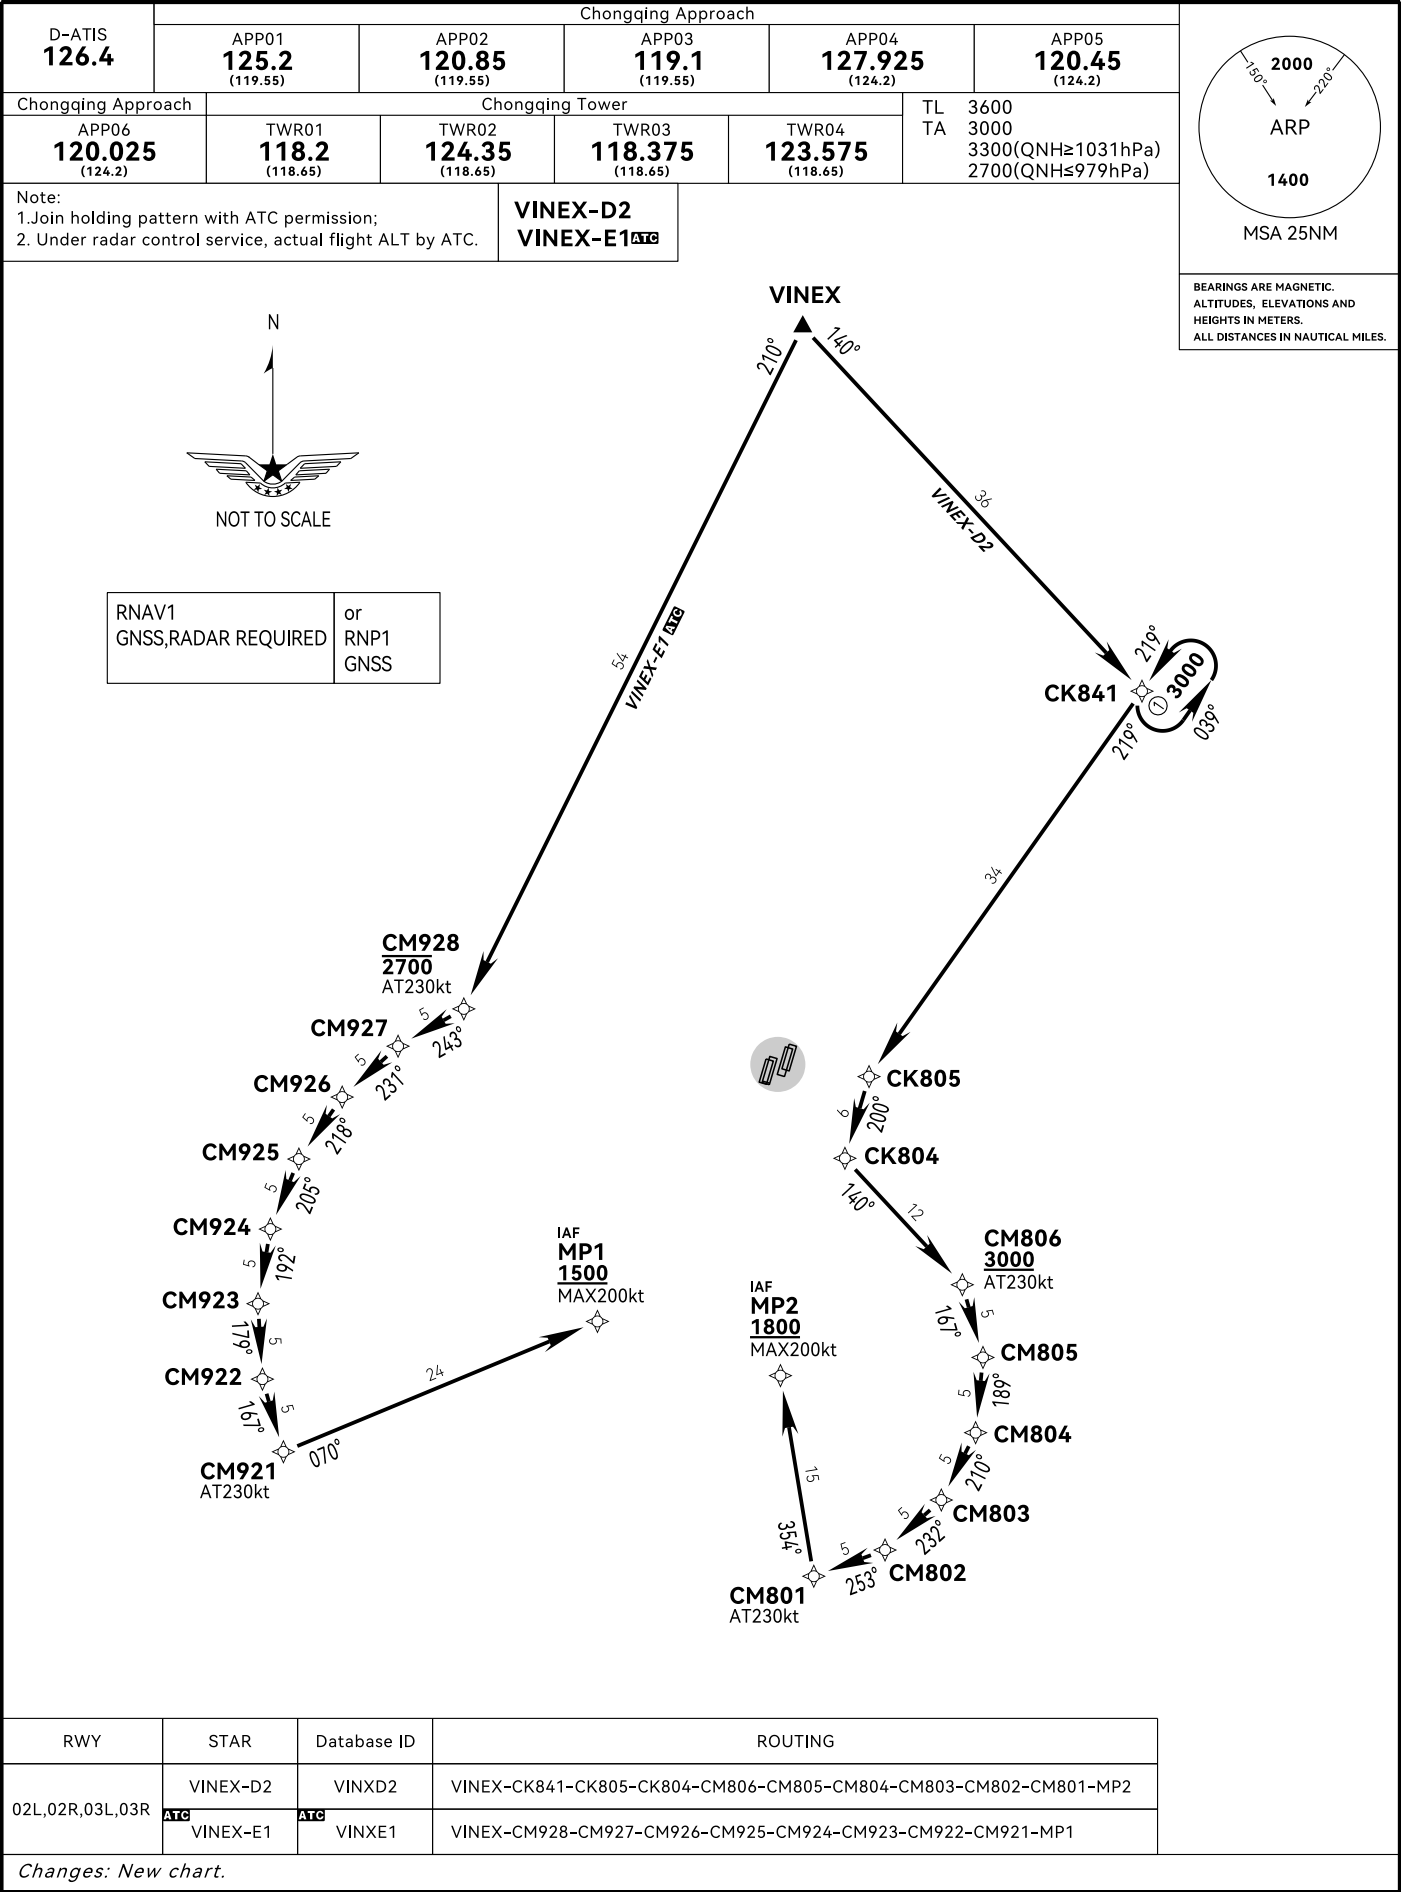 D-ATIS
126.4
Chongqing Approach
APP01
125.2
(119.55)
APP02
120.85
(119.55)
APP03
119.1
(119.55)
APP04
127.925
(124.2)
APP05
120.45
(124.2)
Chongqing Approach
APP06
120.025
(124.2)
Chongqing Tower
TWR01
118.2
(118.65)
TWR02
124.35
(118.65)
TWR03
118.375
(118.65)
TWR04
123.575
(118.65)
TL 3600
TA 3000
3300(QNH≥1031hPa)
2700(QNH≤979hPa)
150°
2000
220°
ARP
1400
MSA 25NM
BEARINGS ARE MAGNETIC.
ALTITUDES, ELEVATIONS AND
HEIGHTS IN METERS.
ALL DISTANCES IN NAUTICAL MILES.
Note:
1.Join holding pattern with ATC permission;
2. Under radar control service, actual flight ALT by ATC.
VINEX-D2
VINEX-E1 ATC
N
NOT TO SCALE
RNAV1
GNSS,RADAR REQUIRED
or
RNP1
GNSS
VINEX
210°
140°
36
VINEX-D2
54
VINEX-E1 ATC
CK841
219°
1 3000
039°
219°
34
CM928
2700
AT230kt
5
243°
CM927
5
231°
CM926
5
218°
CM925
5
205°
CM924
5
192°
CM923
179°
5
CM922
167°
5
CM921
AT230kt
070°
24
IAF
MP1
1500
MAX200kt
CK805
6
200°
CK804
140°
12
CM806
3000
AT230kt
167°
5
CM805
5
189°
CM804
5
210°
CM803
5
232°
CM802
5
253°
CM801
AT230kt
354°
15
IAF
MP2
1800
MAX200kt
RWY STAR Database ID ROUTING
02L,02R,03L,03R
VINEX-D2 VINXD2 VINEX-CK841-CK805-CK804-CM806-CM805-CM804-CM803-CM802-CM801-MP2
ATC ATC
VINEX-E1 VINXE1 VINEX-CM928-CM927-CM926-CM925-CM924-CM923-CM922-CM921-MP1
Changes: New chart.